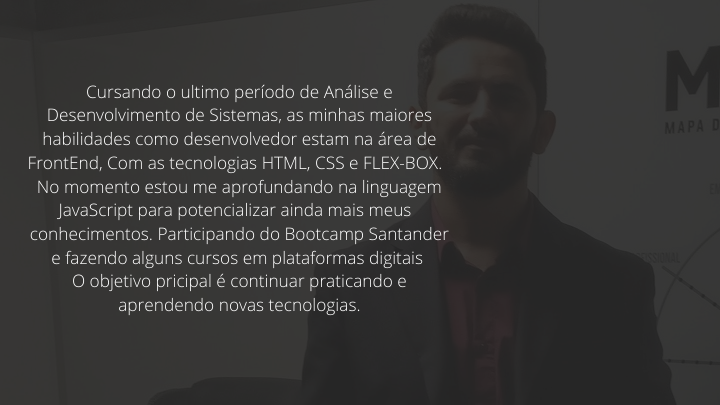 Cursando o ultimo período de Análise e
Desenvolvimento de Sistemas, as minhas maiores
habilidades como desenvolvedor estam na área de
FrontEnd, Com as tecnologias HTML, CSS e FLEX-BOX.
No momento estou me aprofundando na linguagem
JavaScript para potencializar ainda mais meus
conhecimentos. Participando do Bootcamp Santander
e fazendo alguns cursos em plataformas digitais
O objetivo pricipal é continuar praticando e
aprendendo novas tecnologias.
M
MAPA D